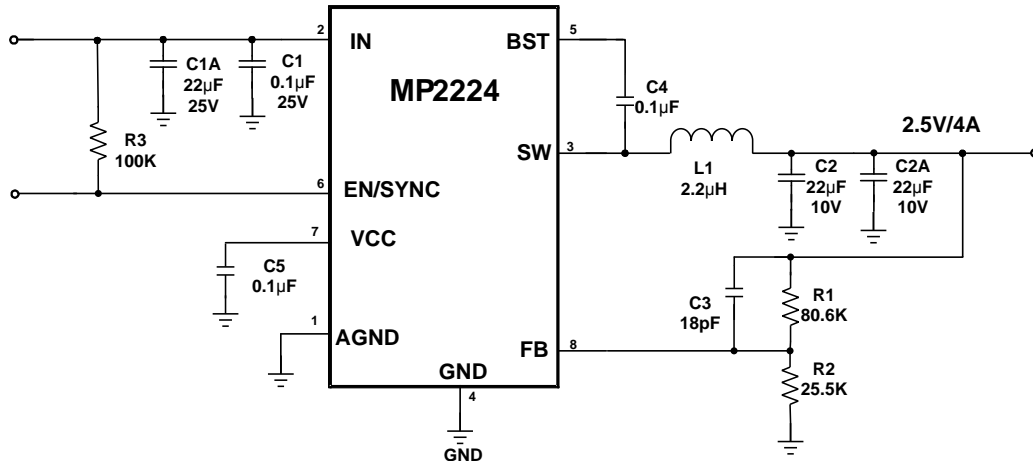 2
IN
BST
5
C1A
22µF
25V
C1
0.1µF
25V
MP2224
C4
0.1µF
R3
100K
SW
3
2.5V/4A
L1
2.2µH
C2
22µF
10V
C2A
22µF
10V
6
EN/SYNC
7
VCC
C5
0.1µF
C3
18pF
R1
80.6K
1
AGND
FB
8
GND
4
R2
25.5K
GND